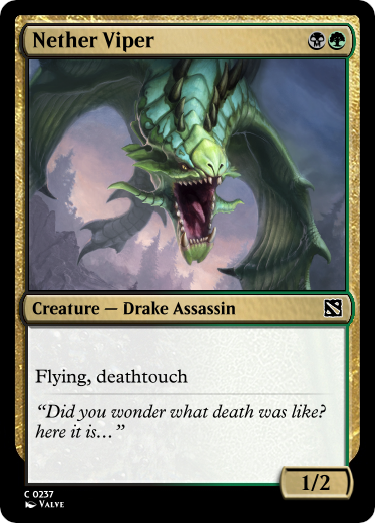 Nether Viper
Creature — Drake Assassin
Flying, deathtouch
“Did you wonder what death was like?
here it is...”
1/2
C 0237
Valve